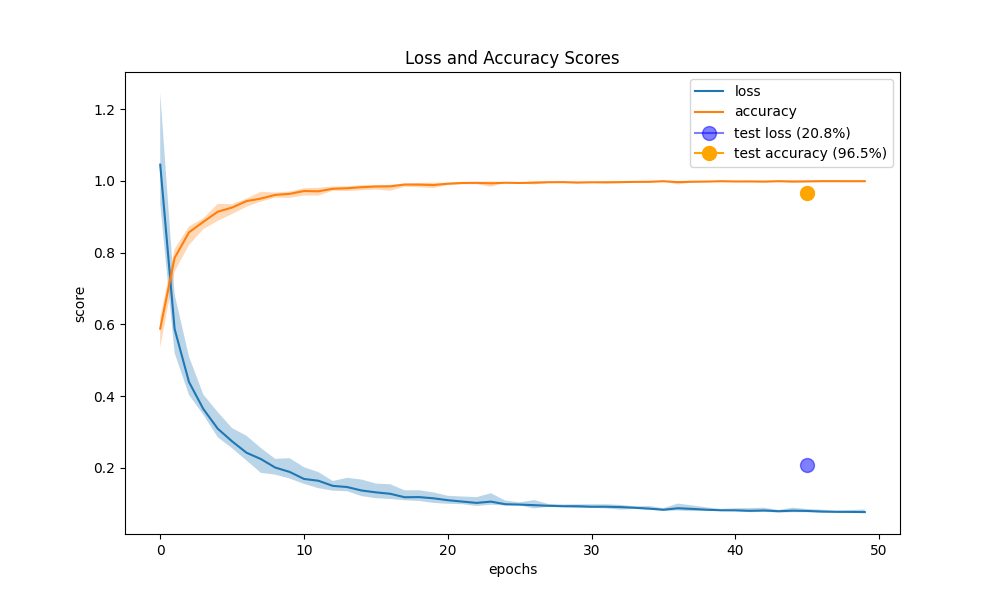 Loss and Accuracy Scores
loss
accuracy
test loss (20.8%)
test accuracy (96.5%)
score
1.2
1.0
0.8
0.6
0.4
0.2
0 10 20 30 40 50
epochs